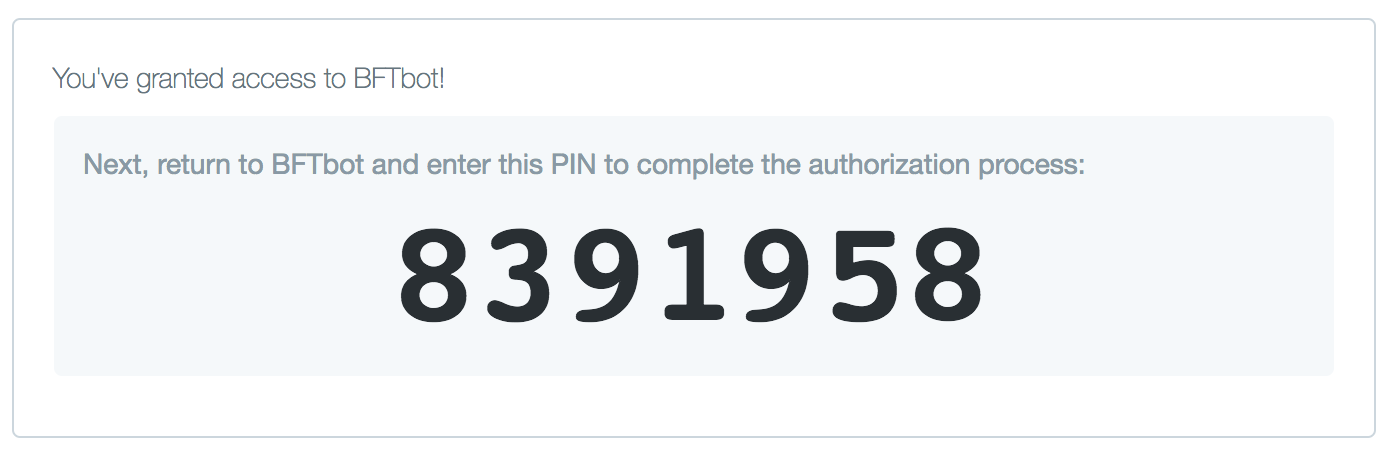 You've granted access to BFTbot!
Next, return to BFTbot and enter this PIN to complete the authorization process:
8391958